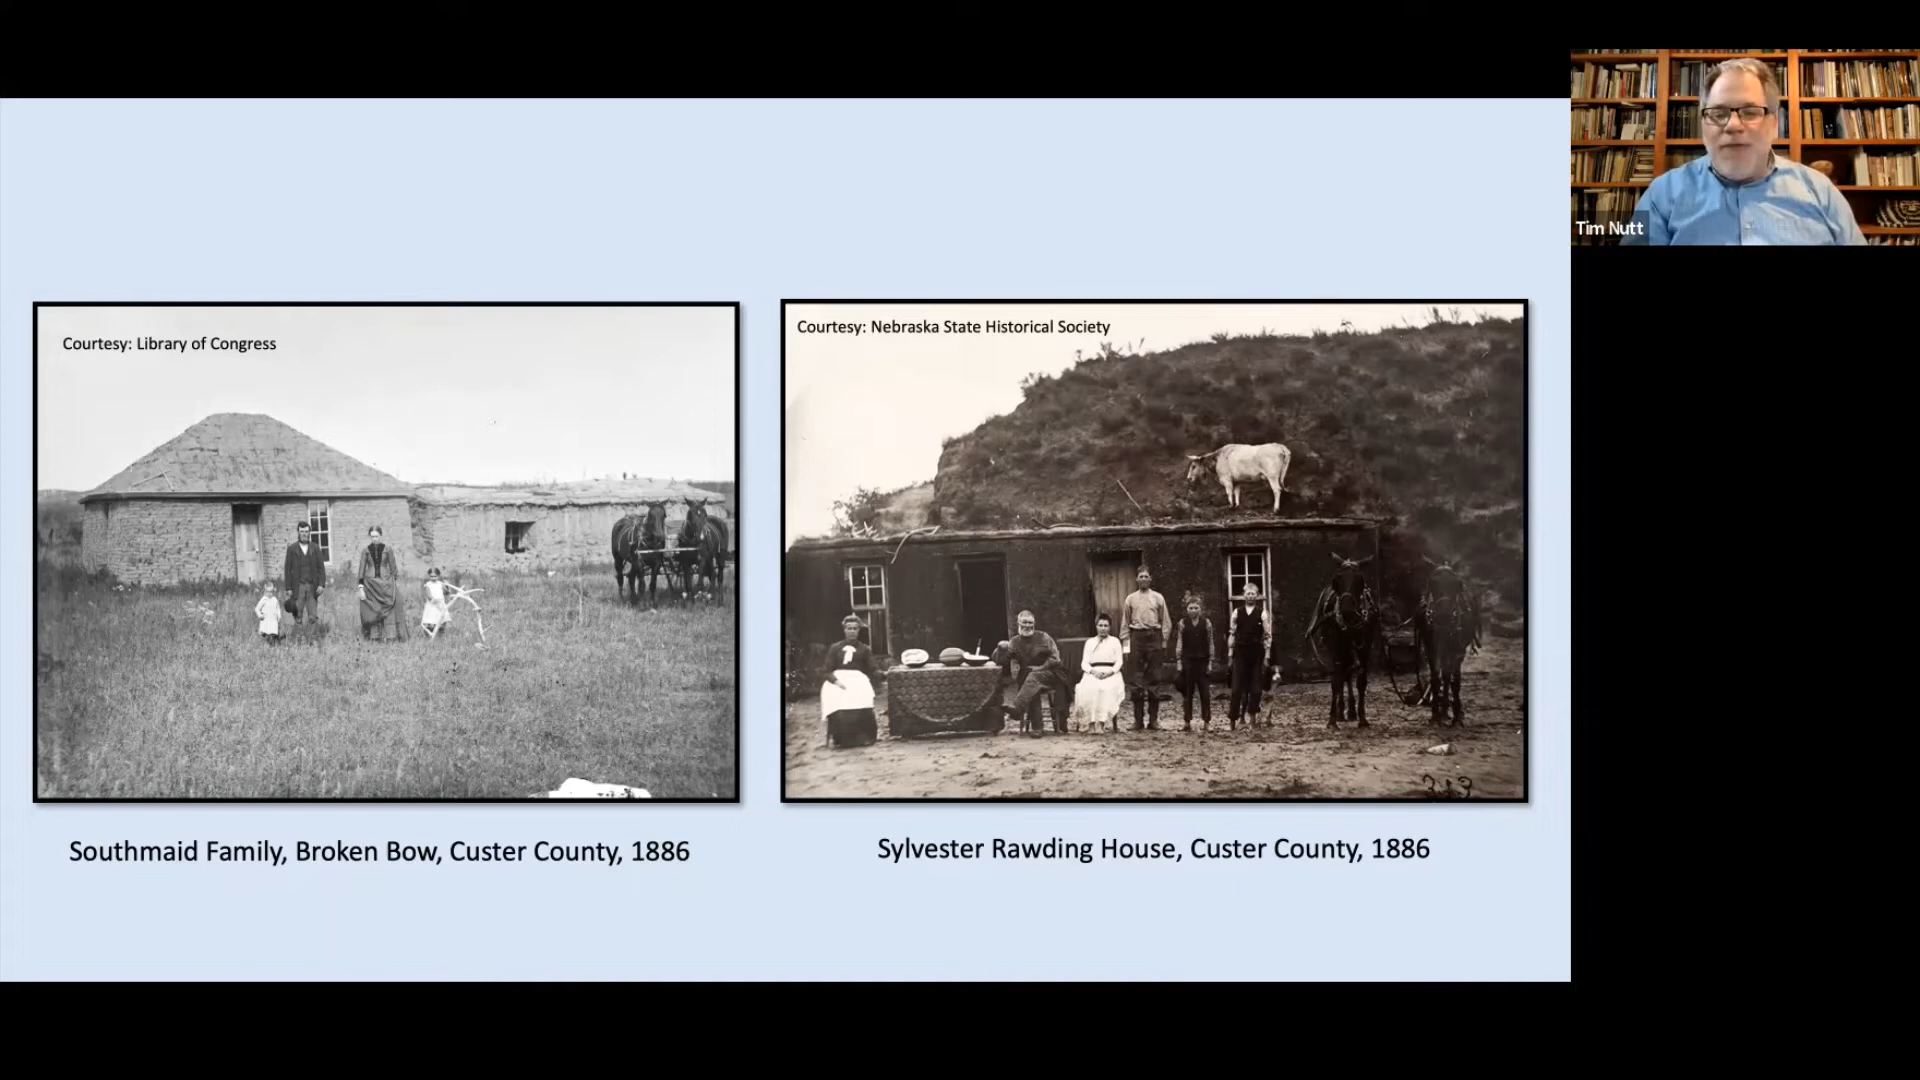 Courtesy: Library of Congress
Courtesy: Nebraska State Historical Society
Southmaid Family, Broken Bow, Custer County, 1886
Sylvester Rawding House, Custer County, 1886
Tim Nutt